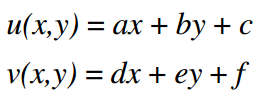 u(x,y) = ax + by + c
v(x,y) = dx + ey + f